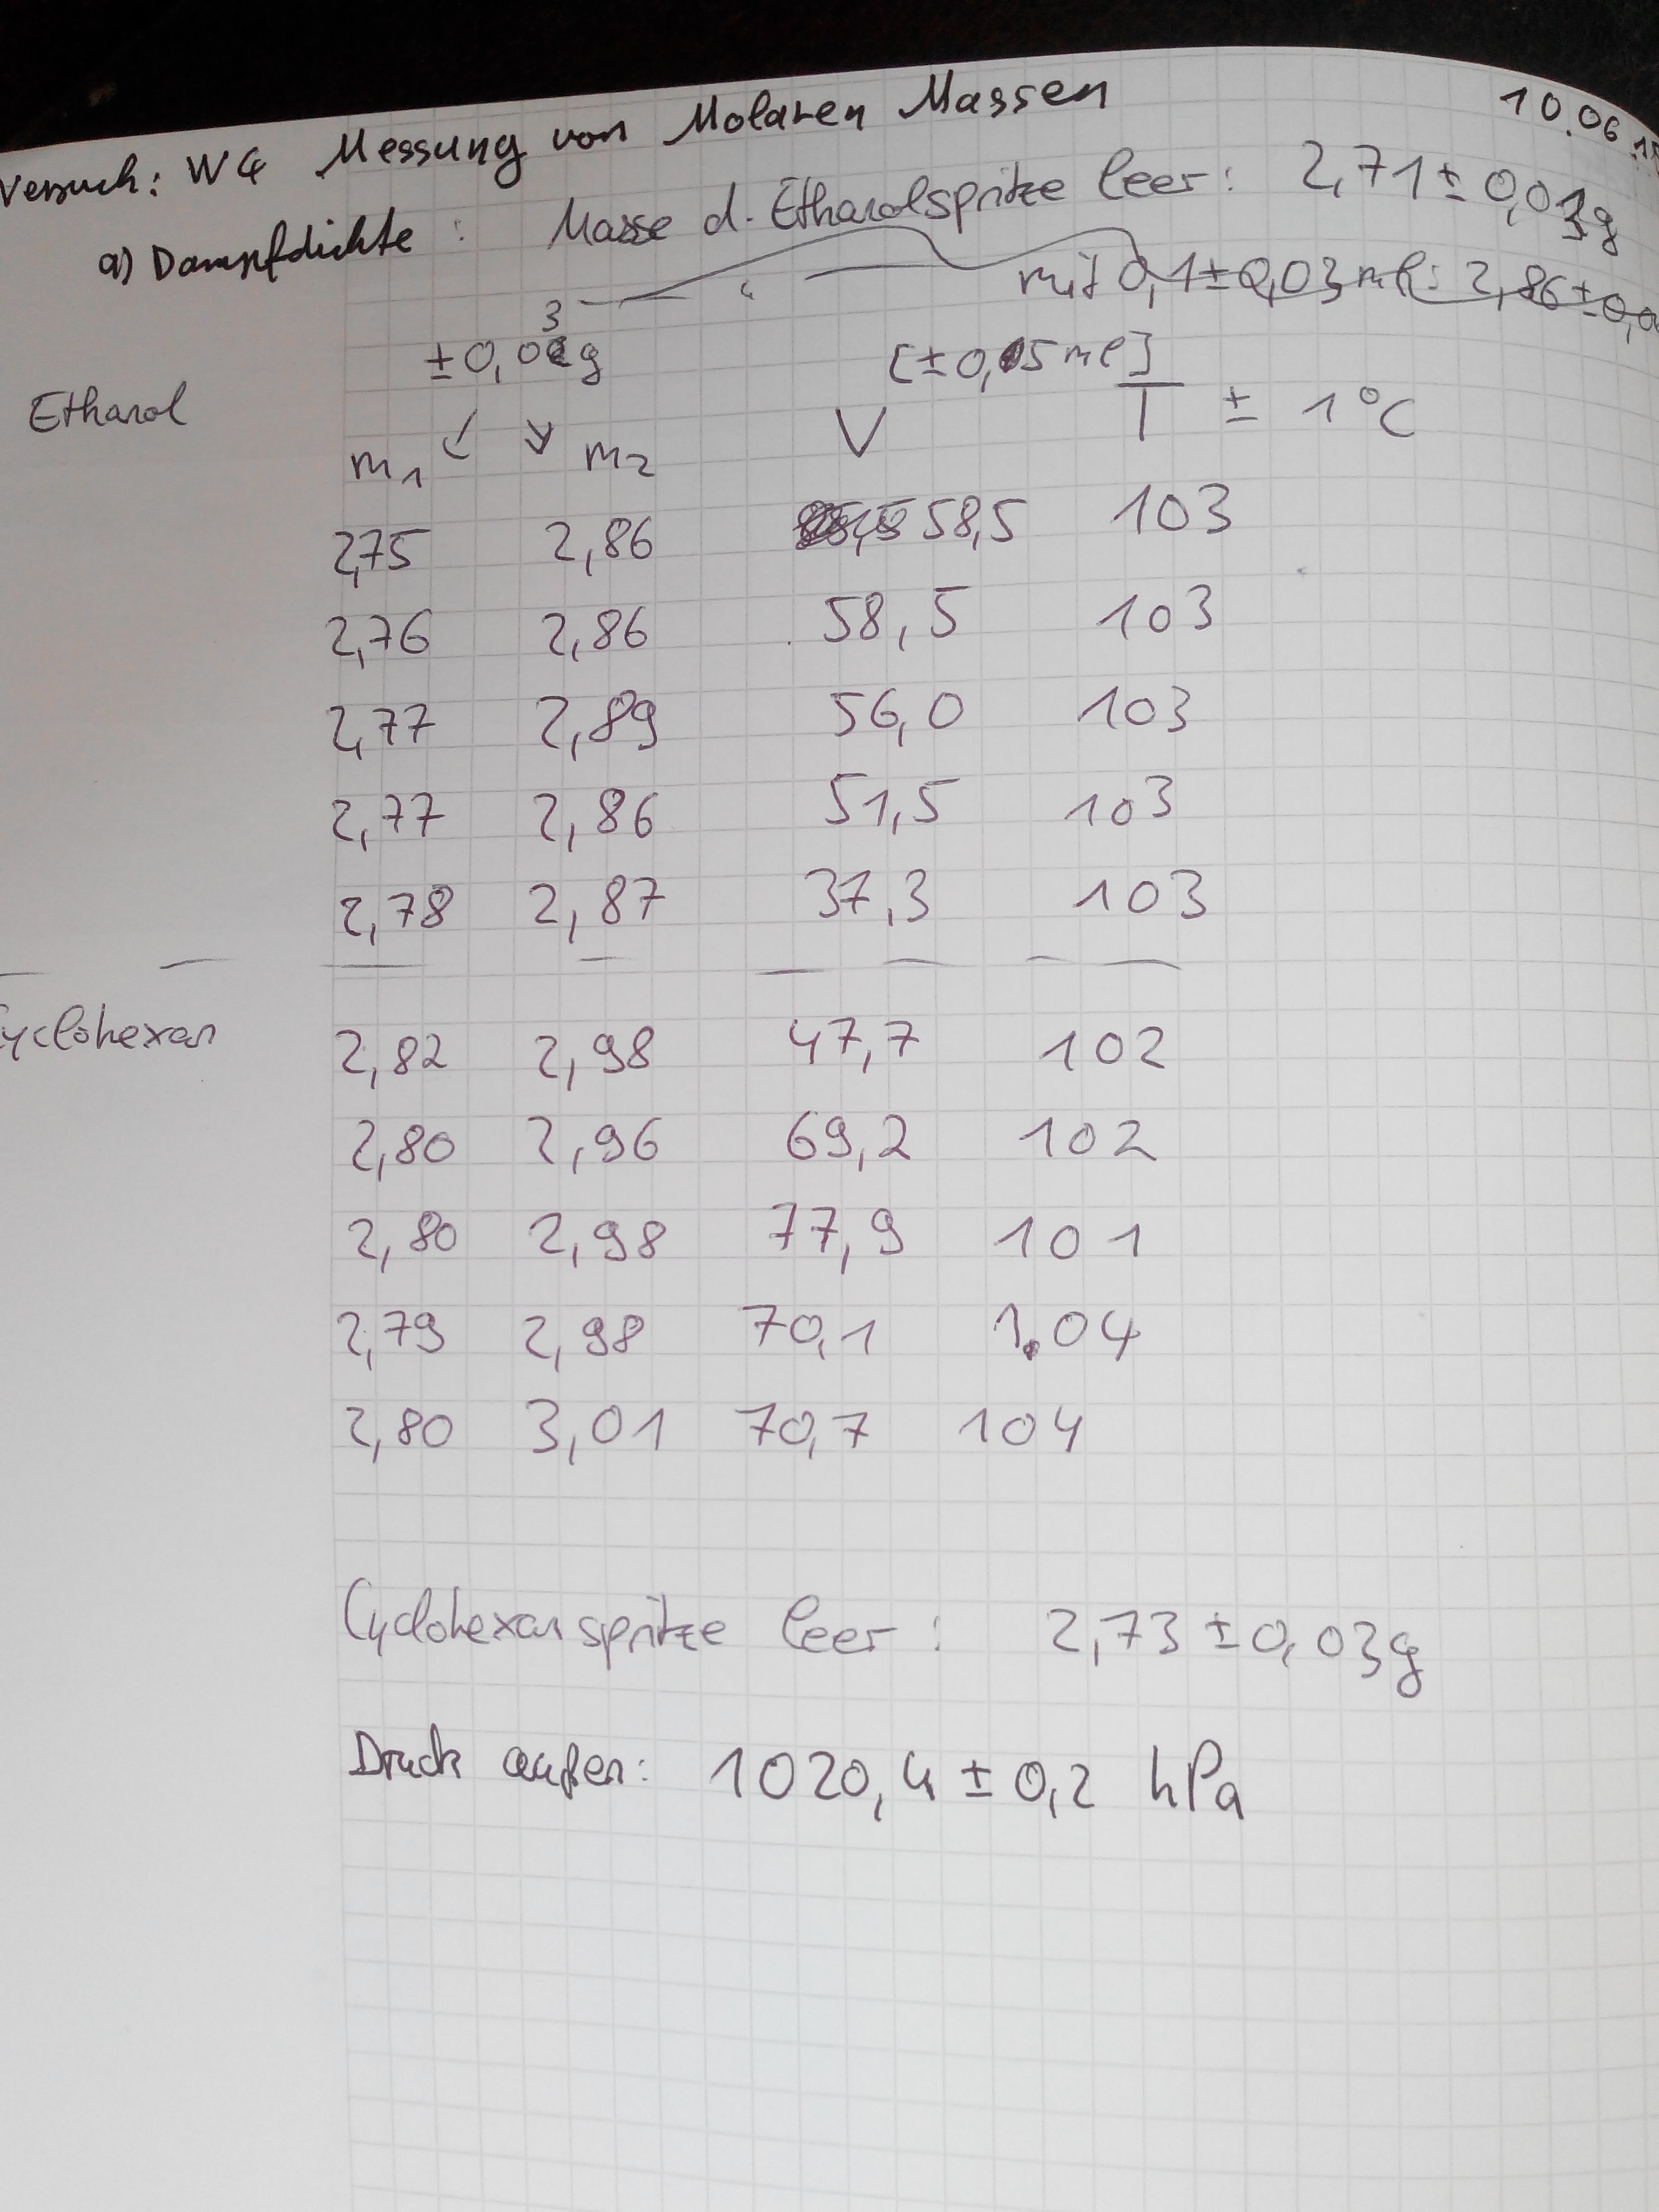 10.06.15
Versuch: W4 Messung von Molaren Massen
a) Dampfdichte : Masse d. Ethanolspritze leer: 2,71 ± 0,03g
mit 0,1 ± 0,03 ml: 2,86 ± 0,0
±0,03g [±0,5 ml]
Ethanol m1 m2 V T ± 1°C
2,75 2,86 58,5 103
2,76 2,86 58,5 103
2,77 2,89 56,0 103
2,77 2,86 51,5 103
2,78 2,87 37,3 103
Cyclohexan 2,82 2,98 47,7 102
2,80 2,96 69,2 102
2,80 2,98 77,9 101
2,79 2,98 70,1 104
2,80 3,01 70,7 104
Cyclohexanspritze leer : 2,73 ± 0,03g
Druck außen: 1020,4 ± 0,2 hPa